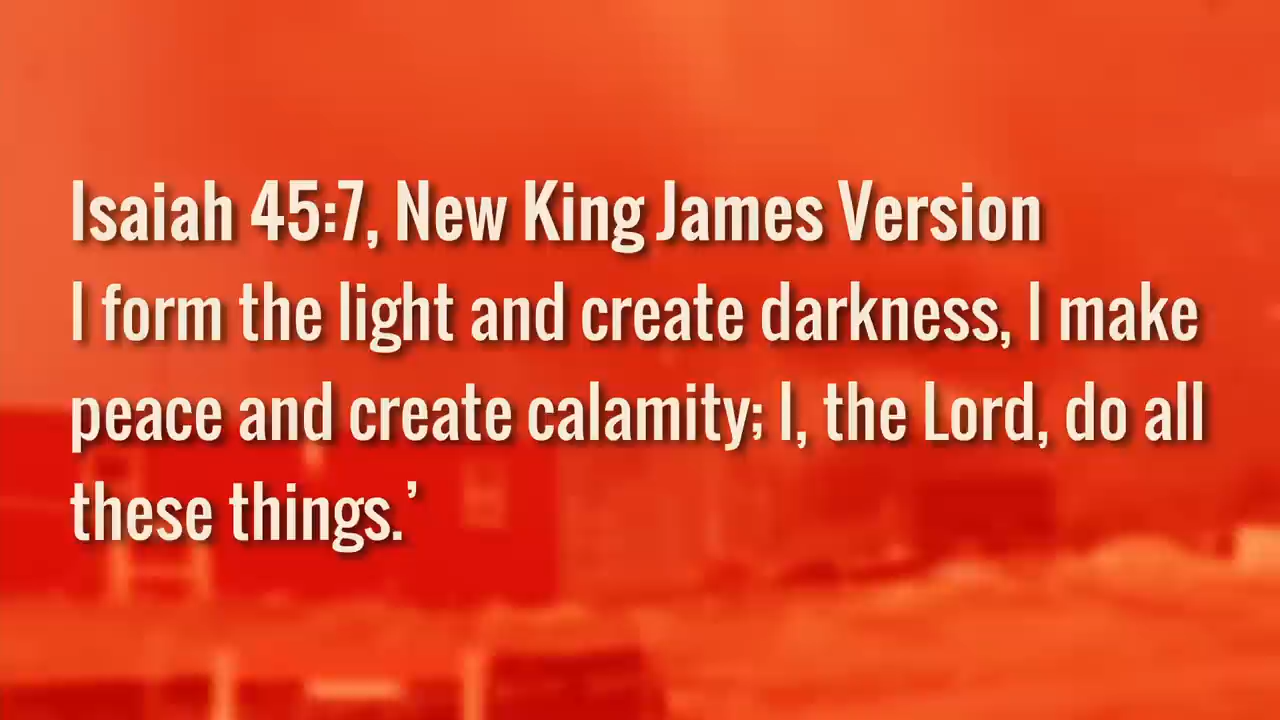 Isaiah 45:7, New King James Version
I form the light and create darkness, I make
peace and create calamity; I, the Lord, do all
these things.’